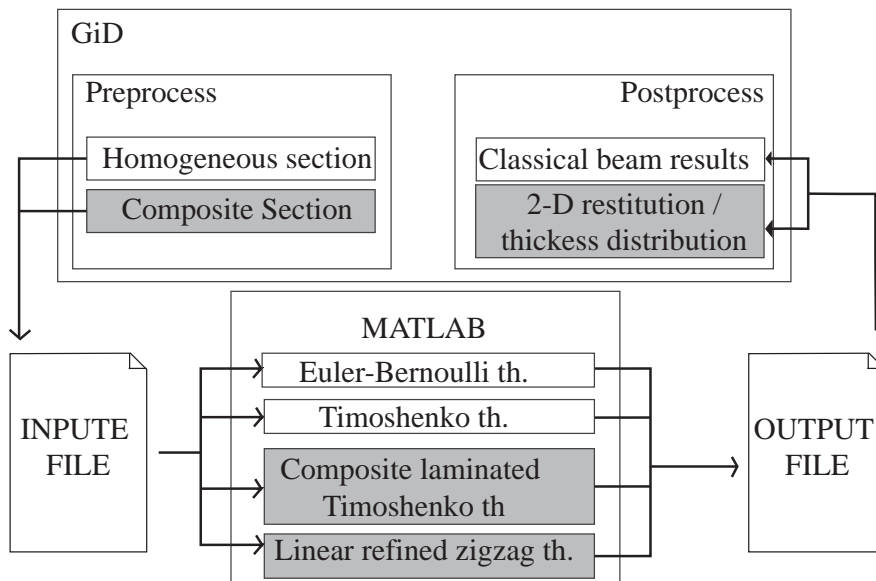 GiD
Preprocess
Homogeneous section
Composite Section
Postprocess
Classical beam results
2-D restitution /
thickess distribution
MATLAB
Euler-Bernoulli th.
Timoshenko th.
Composite laminated
Timoshenko th
Linear refined zigzag th.
INPUTE
FILE
OUTPUT
FILE